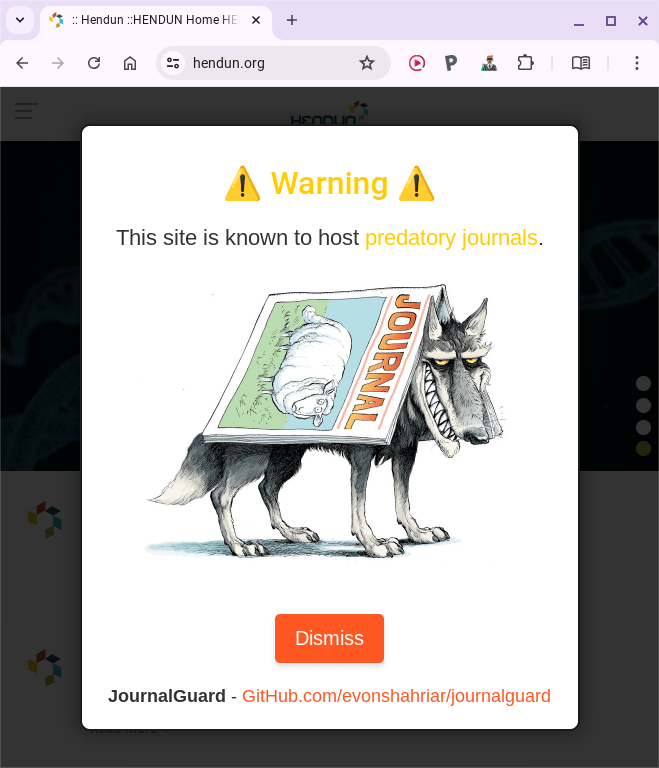 :: Hendun ::HENDUN Home HE
hendun.org
HENDUN
⚠️ Warning ⚠️
This site is known to host predatory journals.
JOURNAL
Dismiss
JournalGuard - GitHub.com/evonshahriar/journalguard